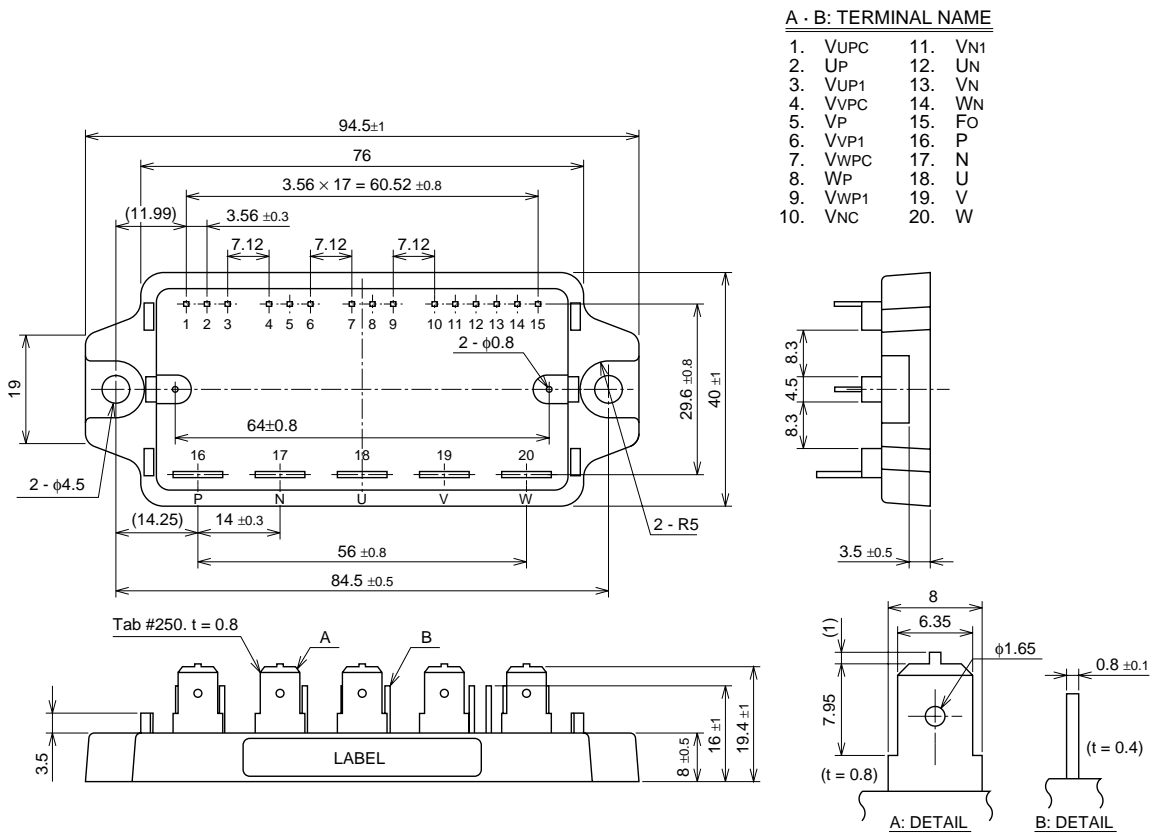 A · B: TERMINAL NAME
1. VUPC 11. VN1
2. UP 12. UN
3. VUP1 13. VN
4. VVPC 14. WN
5. VP 15. FO
6. VVP1 16. P
7. VWPC 17. N
8. WP 18. U
9. VWP1 19. V
10. VNC 20. W
94.5±1
76
3.56 × 17 = 60.52 ±0.8
(11.99) 3.56 ±0.3
7.12 7.12 7.12
1 2 3 4 5 6 7 8 9 10 11 12 13 14 15
2 - ϕ0.8
19
29.6 ±0.8
40 ±1
64±0.8
16 17 18 19 20
P N U V W
2 - ϕ4.5
(14.25) 14 ±0.3
2 - R5
56 ±0.8
84.5 ±0.5
8.3
4.5
8.3
3.5 ±0.5
Tab #250. t = 0.8
A B
3.5
LABEL
8 ±0.5
16 ±1
19.4 ±1
8
6.35
(1)
7.95
ϕ1.65
(t = 0.8)
A: DETAIL
0.8 ±0.1
(t = 0.4)
B: DETAIL